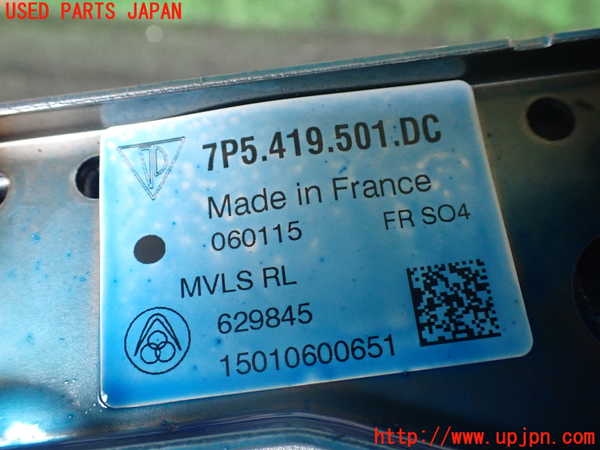 USED PARTS JAPAN
7P5.419.501.DC
Made in France
060115 FR SO4
MVLS RL
629845
15010600651
http://www.upjpn.com/